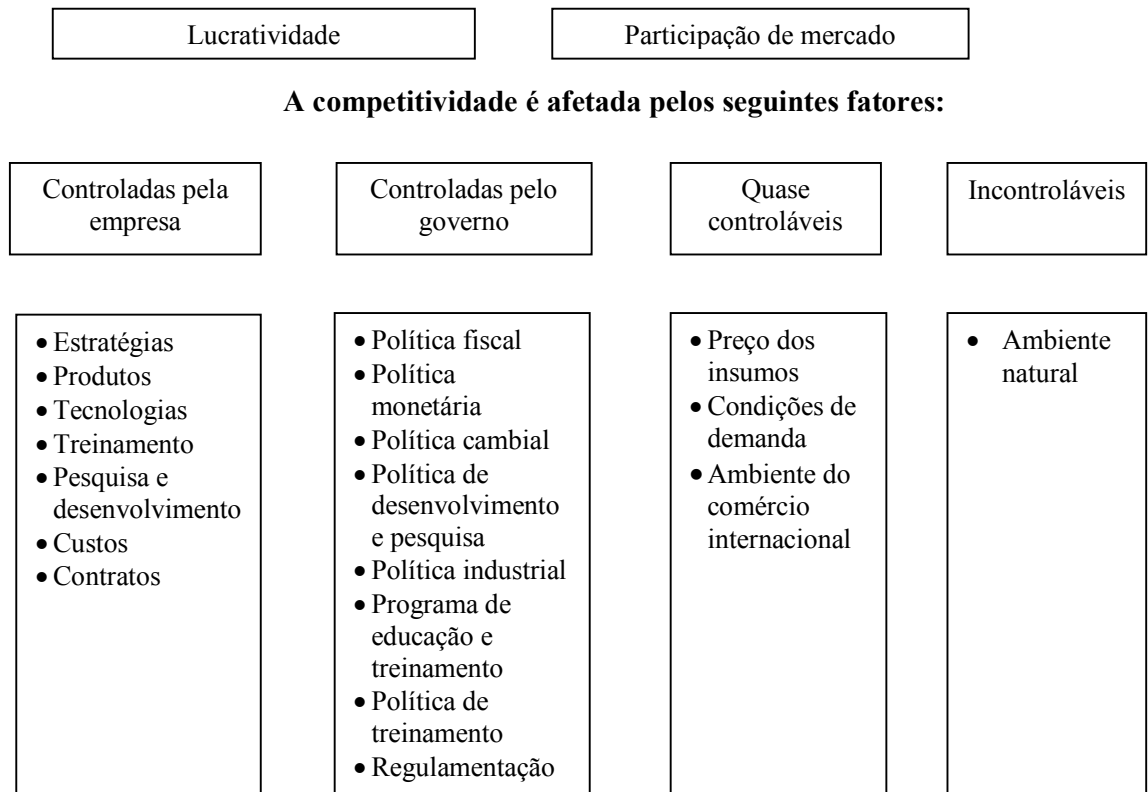 Lucratividade
Participação de mercado
A competitividade é afetada pelos seguintes fatores:
Controladas pela
empresa
Controladas pelo
governo
Quase
controláveis
Incontroláveis
• Estratégias
• Produtos
• Tecnologias
• Treinamento
• Pesquisa e
desenvolvimento
• Custos
• Contratos
• Política fiscal
• Política
monetária
• Política cambial
• Política de
desenvolvimento
e pesquisa
• Política industrial
• Programa de
educação e
treinamento
• Política de
treinamento
• Regulamentação
• Preço dos
insumos
• Condições de
demanda
• Ambiente do
comércio
internacional
• Ambiente
natural